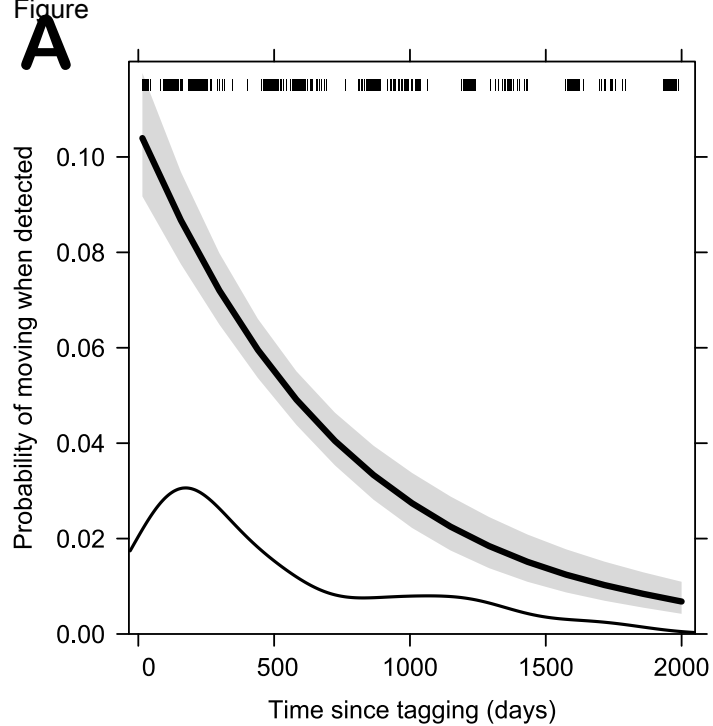 Figure
A
0.10
0.08
0.06
0.04
0.02
0.00
Probability of moving when detected
0 500 1000 1500 2000
Time since tagging (days)